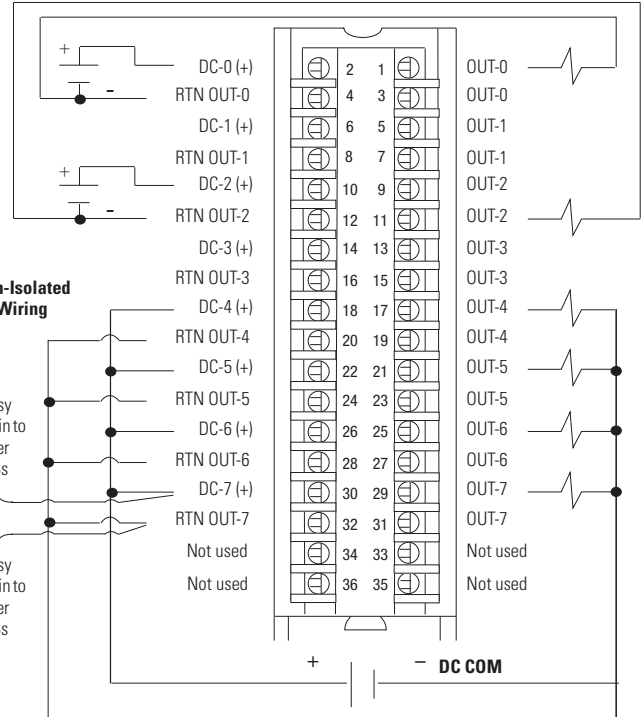 + DC-0 (+) 2 1 OUT-0
- RTN OUT-0 4 3 OUT-0
DC-1 (+) 6 5 OUT-1
RTN OUT-1 8 7 OUT-1
+ DC-2 (+) 10 9 OUT-2
- RTN OUT-2 12 11 OUT-2
DC-3 (+) 14 13 OUT-3
RTN OUT-3 16 15 OUT-3
-Isolated
Wiring
DC-4 (+) 18 17 OUT-4
RTN OUT-4 20 19 OUT-4
DC-5 (+) 22 21 OUT-5
RTN OUT-5 24 23 OUT-5
in to
DC-6 (+) 26 25 OUT-6
RTN OUT-6 28 27 OUT-6
DC-7 (+) 30 29 OUT-7
RTN OUT-7 32 31 OUT-7
Not used 34 33 Not used
in to
Not used 36 35 Not used
+ – DC COM